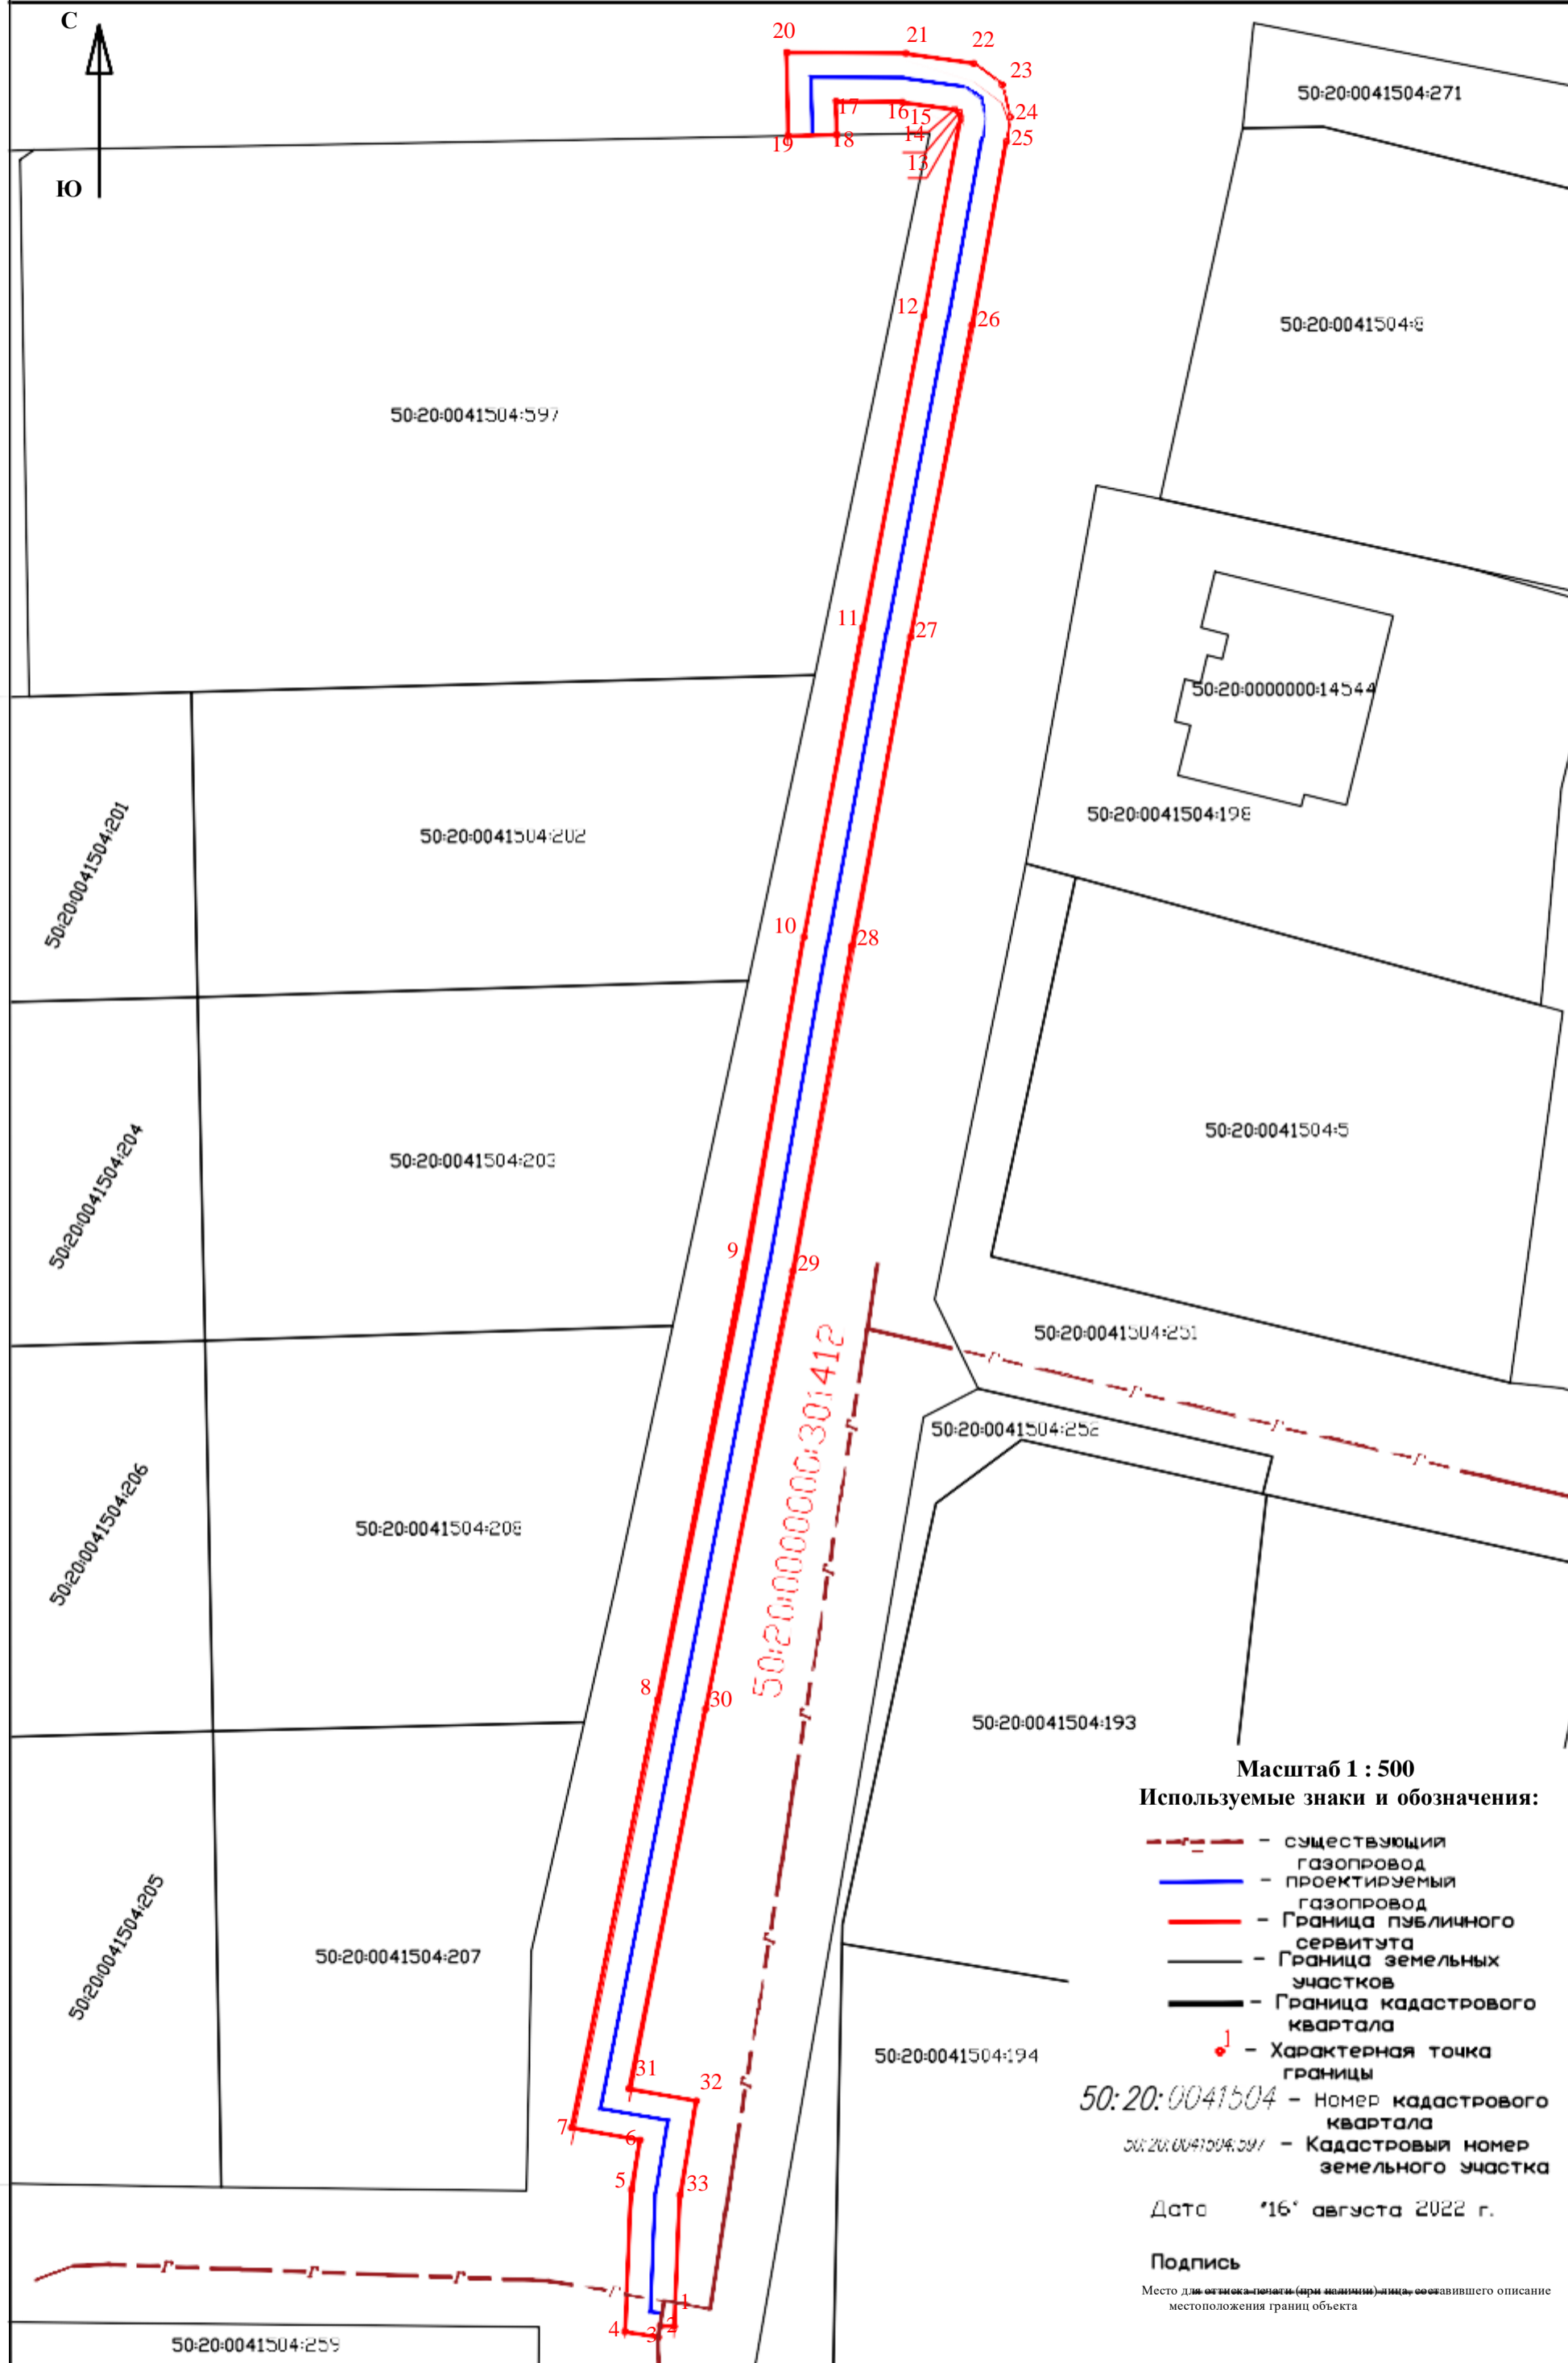 С
Ю
20
21
22
23
24
25
17
16
15
14
13
19
18
12
26
11
27
10
28
9
29
8
30
31
32
7
6
5
33
1
2
3
4
50:20:0041504:271
50:20:0041504:8
50:20:0041504:597
50:20:0000000:14544
50:20:0041504:198
50:20:0041504:201
50:20:0041504:202
50:20:0041504:204
50:20:0041504:203
50:20:0041504:5
50:20:0041504:251
50:20:0041504:252
50:20:0000000:301412
50:20:0041504:206
50:20:0041504:208
50:20:0041504:193
50:20:0041504:205
50:20:0041504:207
50:20:0041504:194
50:20:0041504:259
Г
Г
Г
Г
Г
Г
Г
Г
Г
Г
Г
Г
Г
Масштаб 1 : 500
Используемые знаки и обозначения:
Г – существующий
газопровод
– проектируемый
газопровод
– Граница публичного
сервитута
– Граница земельных
участков
– Граница кадастрового
квартала
1 – Характерная точка
границы
50:20:0041504 – Номер кадастрового
квартала
50:20:0041504:597 – Кадастровый номер
земельного участка
Дата "16" августа 2022 г.
Подпись
Место для оттиска печати (при наличии) лица, составившего описание
местоположения границ объекта